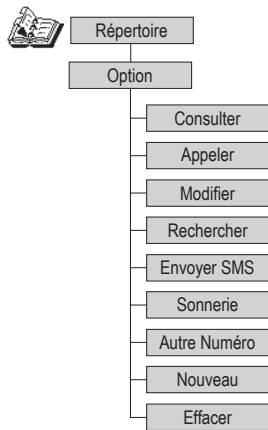 Répertoire
Option
Consulter
Appeler
Modifier
Rechercher
Envoyer SMS
Sonnerie
Autre Numéro
Nouveau
Effacer